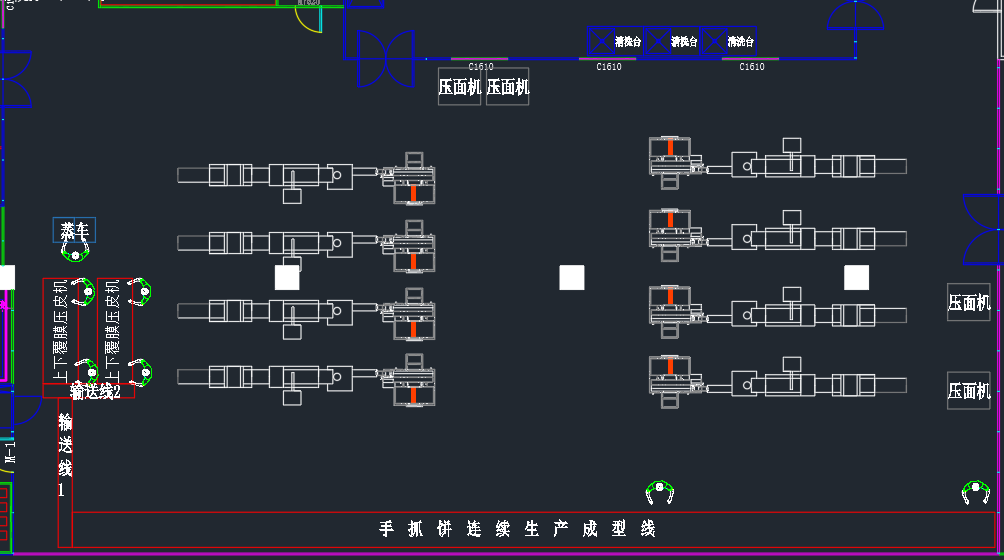 清洗台 清洗台 清洗台
C1610 C1610 C1610
压面机 压面机
蒸车
上下覆膜压皮机
上下覆膜压皮机
压面机
压面机
输送线2
输送线1
M-1
手抓饼连续生产成型线